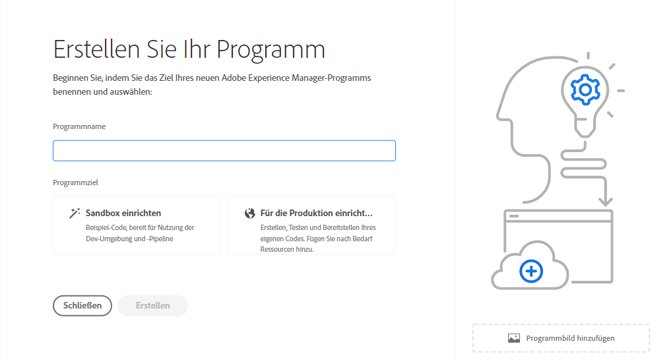 Erstellen Sie Ihr Programm
Beginnen Sie, indem Sie das Ziel Ihres neuen Adobe Experience Manager-Programms
benennen und auswählen:
Programmname
Programmziel
Sandbox einrichten
Beispiel-Code, bereit für Nutzung der
Dev-Umgebung und -Pipeline
Für die Produktion einricht...
Erstellen, Testen und Bereitstellen Ihres
eigenen Codes. Fügen Sie nach Bedarf
Ressourcen hinzu.
Schließen
Erstellen
Programmbild hinzufügen